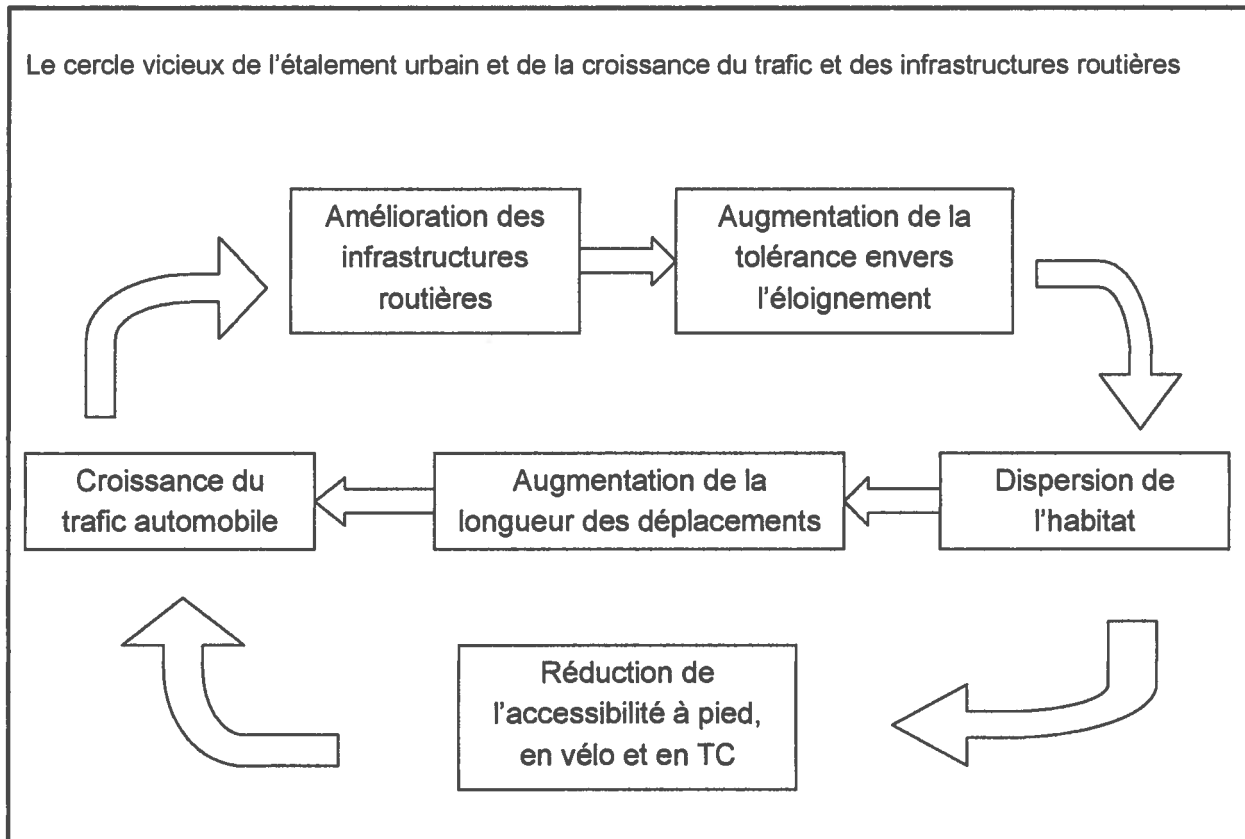 Le cercle vicieux de l'étalement urbain et de la croissance du trafic et des infrastructures routières
Amélioration des
infrastructures
routières
Augmentation de la
tolérance envers
l'éloignement
Croissance du
trafic automobile
Augmentation de la
longueur des déplacements
Dispersion de
l'habitat
Réduction de
l'accessibilité à pied,
en vélo et en TC